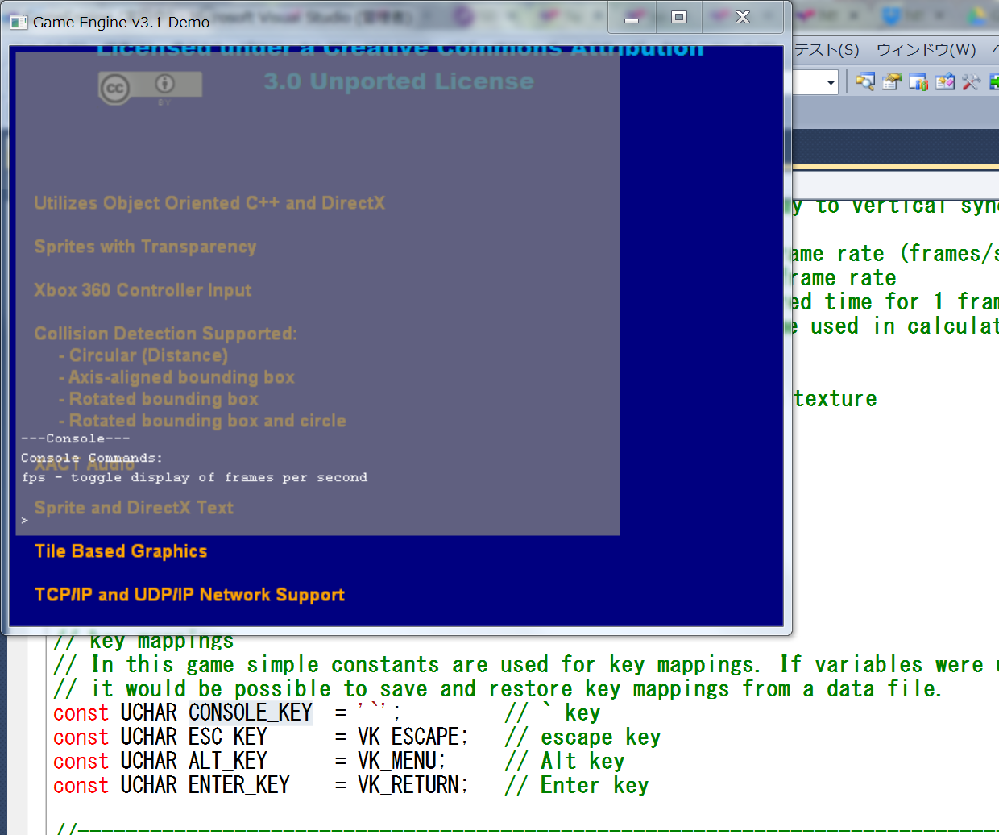 Game Engine v3.1 Demo
Licensed under a Creative Commons Attribution
3.0 Unported License
cc
BY
Utilizes Object Oriented C++ and DirectX
Sprites with Transparency
Xbox 360 Controller Input
Collision Detection Supported:
- Circular (Distance)
- Axis-aligned bounding box
- Rotated bounding box
- Rotated bounding box and circle
---Console---
Console Commands:
XACT Audio
fps - toggle display of frames per second
Sprite and DirectX Text
>
Tile Based Graphics
TCP/IP and UDP/IP Network Support
テスト(S) ウィンドウ(W)
y to vertical syn
ame rate (frames/s
rame rate
ed time for 1 fram
e used in calculat
texture
// key mappings
// In this game simple constants are used for key mappings. If variables were u
// it would be possible to save and restore key mappings from a data file.
const UCHAR CONSOLE_KEY = '`'; // ` key
const UCHAR ESC_KEY = VK_ESCAPE; // escape key
const UCHAR ALT_KEY = VK_MENU; // Alt key
const UCHAR ENTER_KEY = VK_RETURN; // Enter key
//------------------------------------------------------------